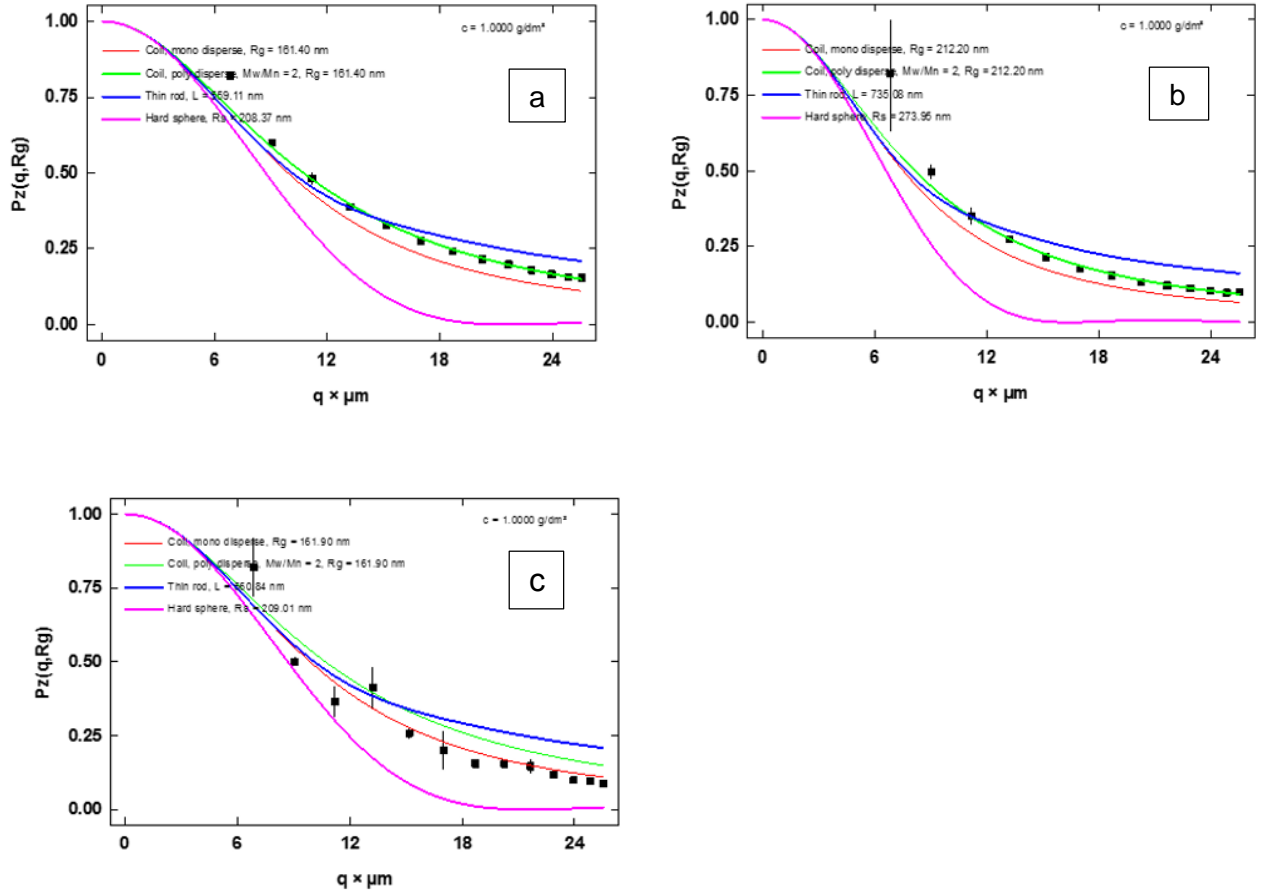 c = 1.0000 g/dm³
Coil, mono disperse, Rg = 161.40 nm
Coil, poly disperse, Mw/Mn = 2, Rg = 161.40 nm
Thin rod, L = 559.11 nm
Hard sphere, Rs = 208.37 nm
a
1.00
0.75
0.50
0.25
0.00
Pz(q,Rg)
0 6 12 18 24
q × µm
c = 1.0000 g/dm³
Coil, mono disperse, Rg = 212.20 nm
Coil, poly disperse, Mw/Mn = 2, Rg = 212.20 nm
Thin rod, L = 735.08 nm
Hard sphere, Rs = 273.95 nm
b
1.00
0.75
0.50
0.25
0.00
Pz(q,Rg)
0 6 12 18 24
q × µm
c = 1.0000 g/dm³
Coil, mono disperse, Rg = 161.90 nm
Coil, poly disperse, Mw/Mn = 2, Rg = 161.90 nm
Thin rod, L = 560.84 nm
Hard sphere, Rs = 209.01 nm
c
1.00
0.75
0.50
0.25
0.00
Pz(q,Rg)
0 6 12 18 24
q × µm